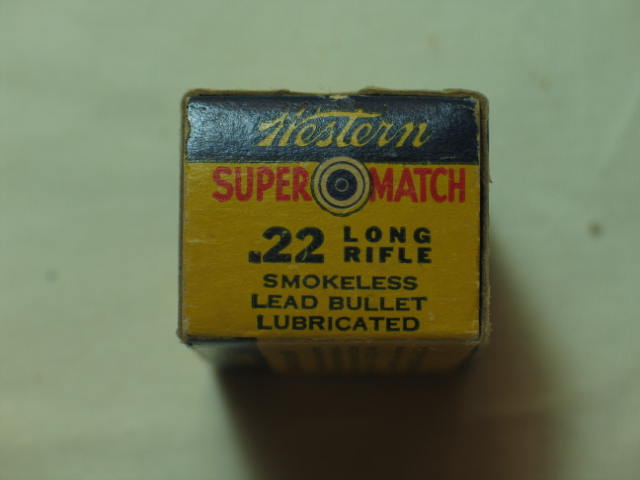 Western
SUPER MATCH
.22 LONG RIFLE
SMOKELESS
LEAD BULLET
LUBRICATED